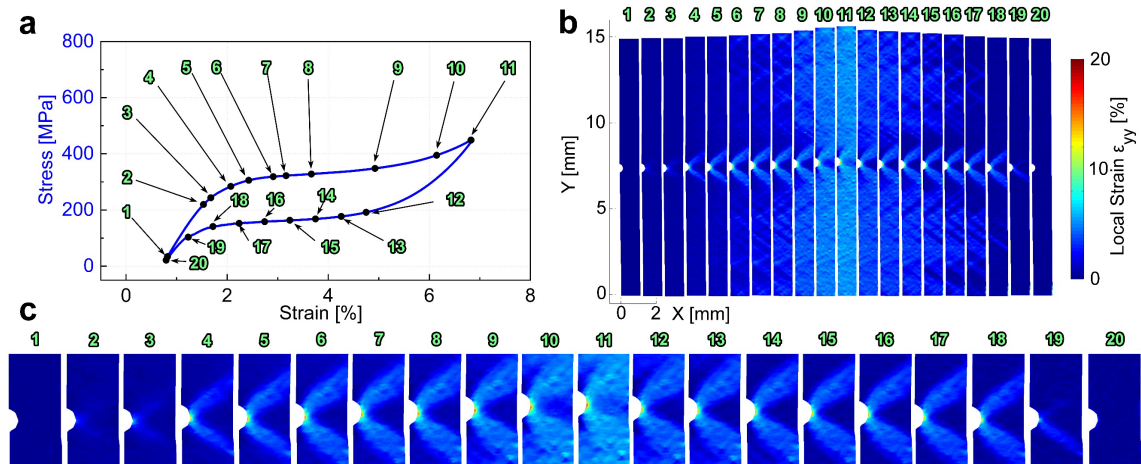 a
800
600
400
200
0
Stress [MPa]
0 2 4 6 8
Strain [%]
1 2 3 4 5 6 7 8 9 10 11
12 13 14 15 16 17 18 19 20
b
1 2 3 4 5 6 7 8 9 10 11 12 13 14 15 16 17 18 19 20
15
10
5
0
Y [mm]
0 2 X [mm]
20
10
0
Local Strain εyy [%]
c
1 2 3 4 5 6 7 8 9 10 11 12 13 14 15 16 17 18 19 20